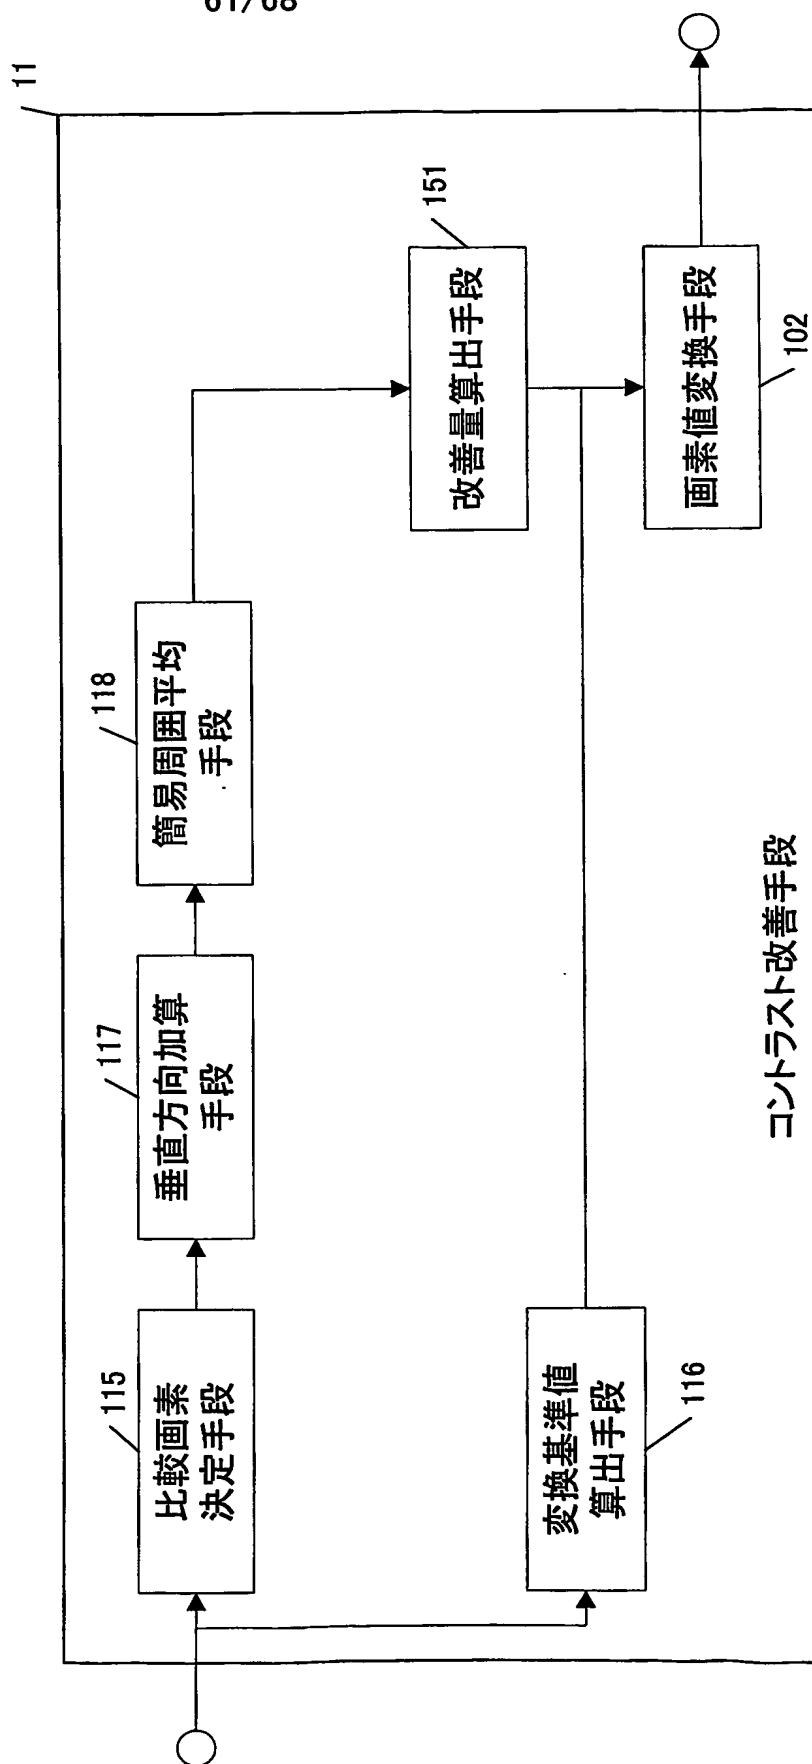 61/68
11
115
比較画素
決定手段
117
垂直方向加算
手段
118
簡易周囲平均
手段
151
改善量算出手段
変換基準値
算出手段
116
画素値変換手段
102
コントラスト改善手段